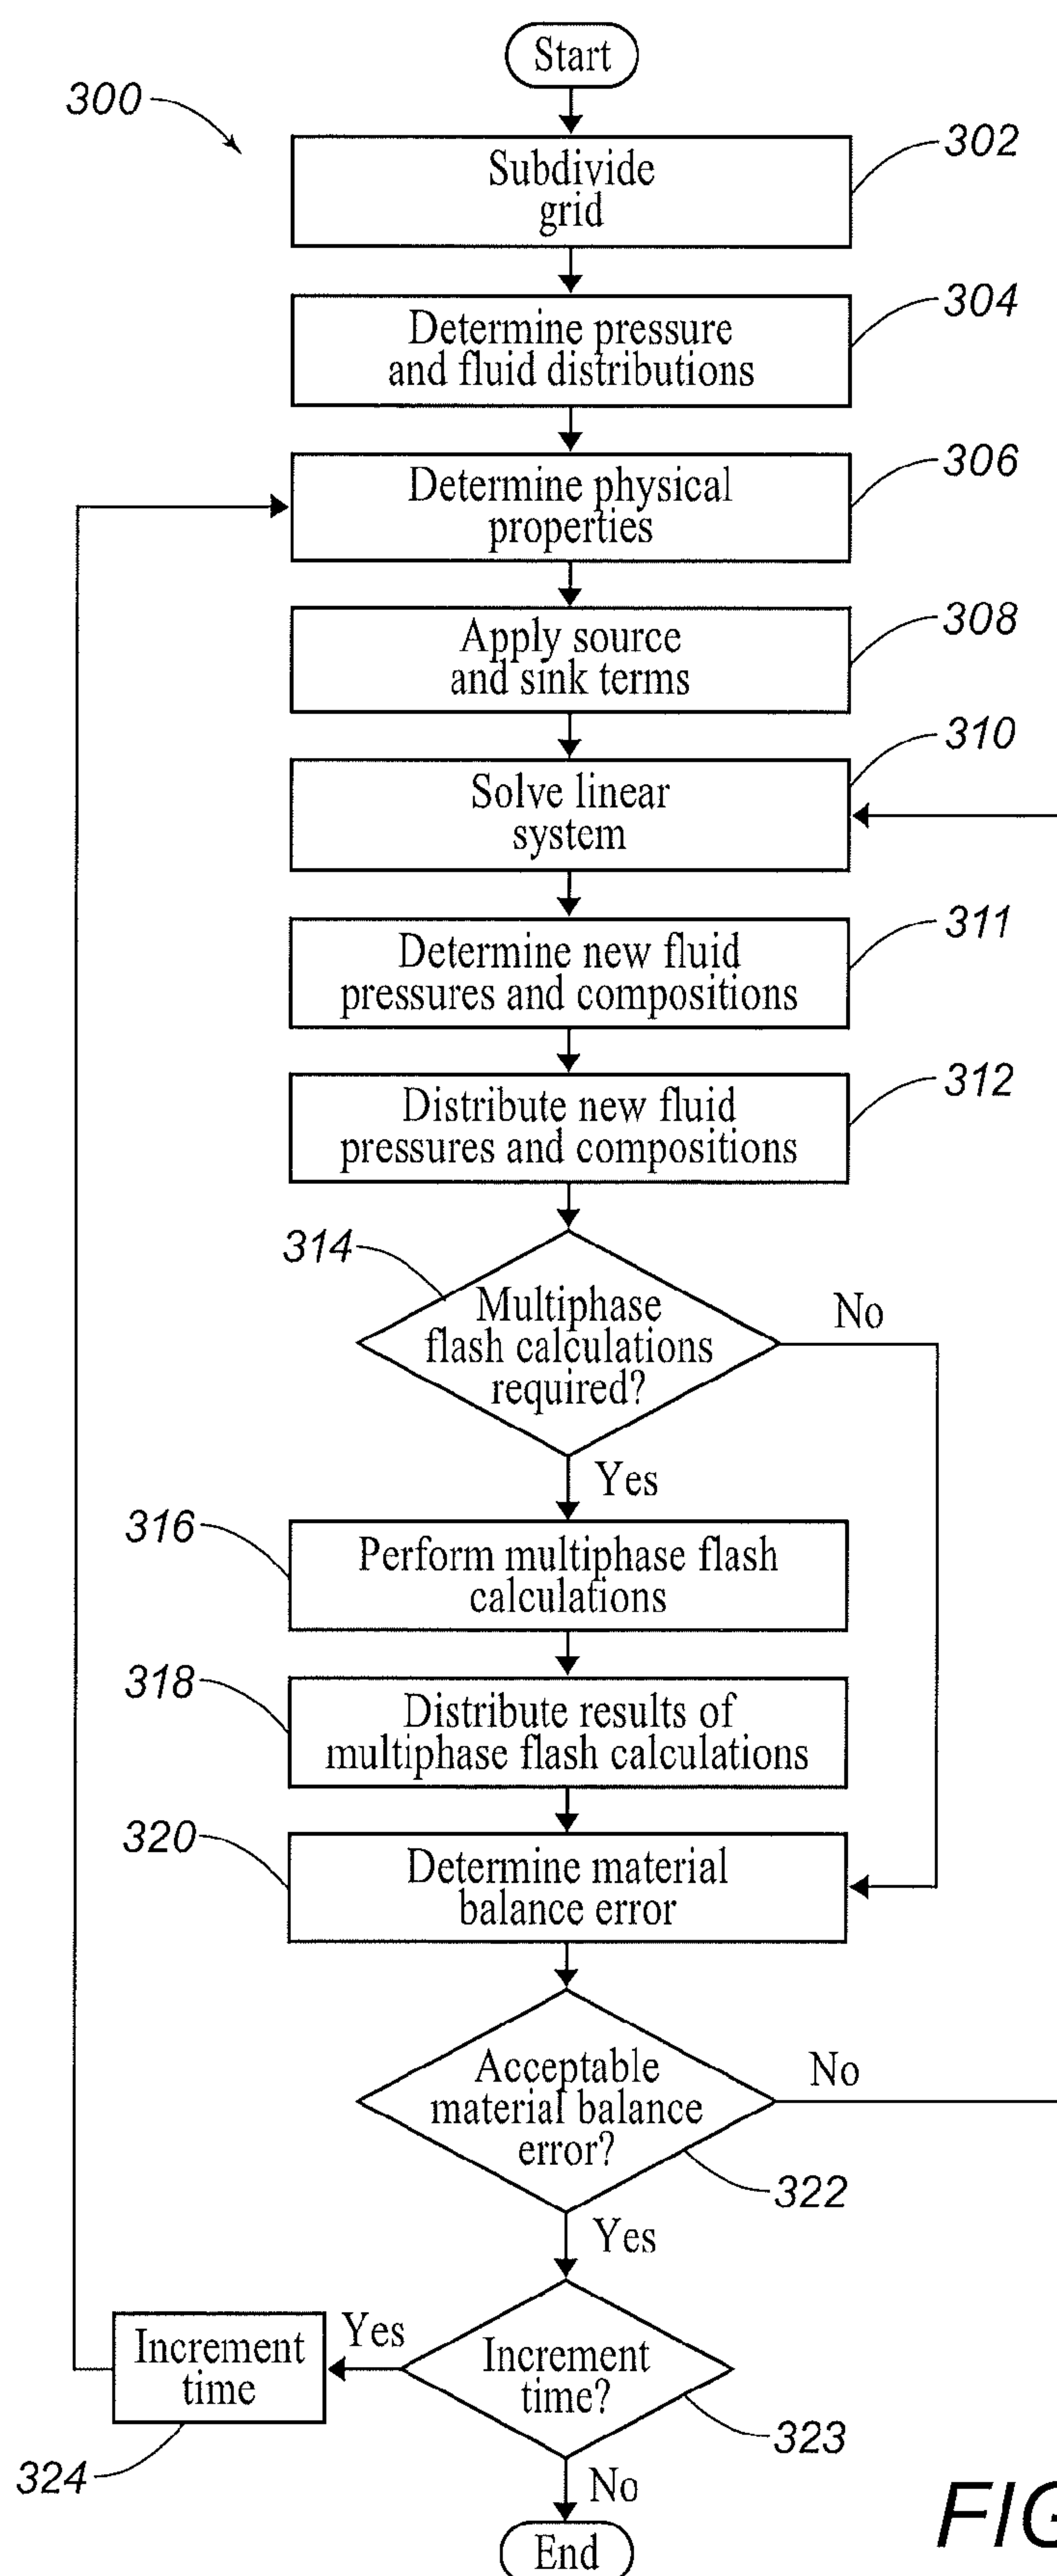 Start
300
302
Subdivide
grid
304
Determine pressure
and fluid distributions
306
Determine physical
properties
308
Apply source
and sink terms
310
Solve linear
system
311
Determine new fluid
pressures and compositions
312
Distribute new fluid
pressures and compositions
314
Multiphase
flash calculations
required?
No
Yes
316
Perform multiphase flash
calculations
318
Distribute results of
multiphase flash calculations
320
Determine material
balance error
Acceptable
material balance
error?
No
322
Yes
Increment
time
Yes
Increment
time?
323
324
No
End
FIG